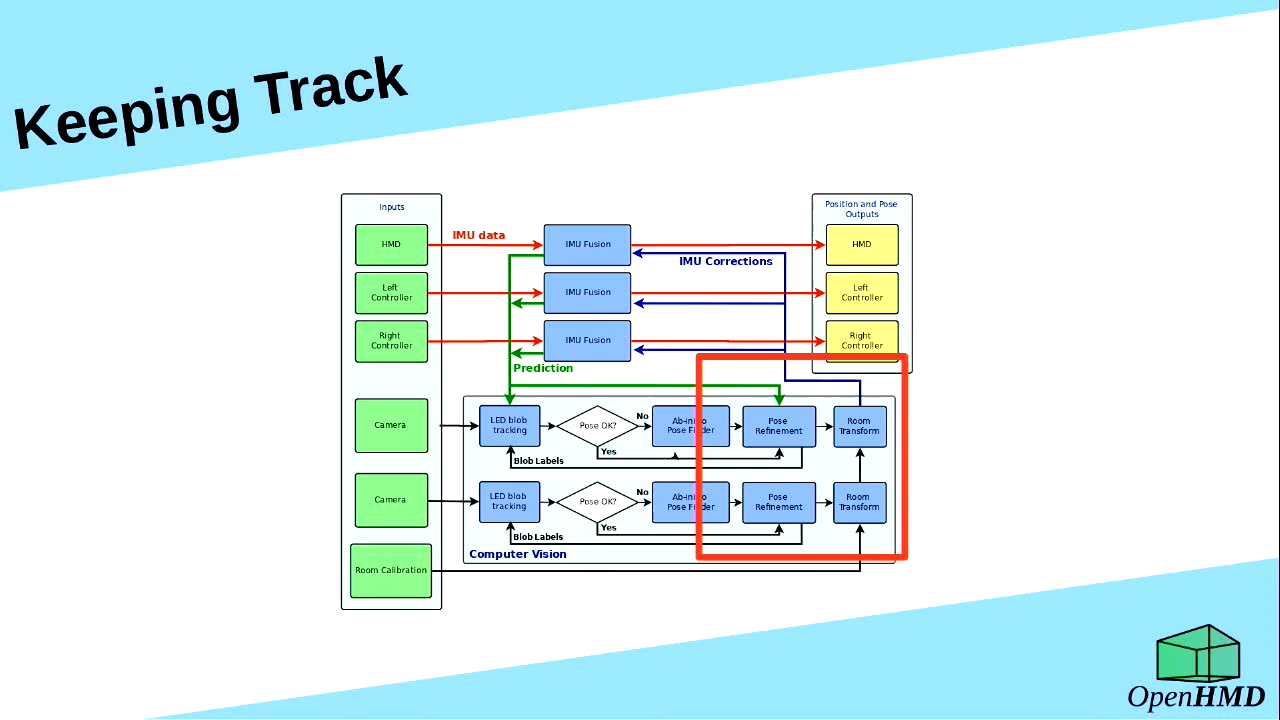 Keeping Track
Inputs
Position and Pose
Outputs
HMD
IMU data
IMU Fusion
HMD
IMU Corrections
Left
Controller
IMU Fusion
Left
Controller
Right
Controller
IMU Fusion
Right
Controller
Prediction
Camera
LED blob
tracking
Pose OK?
No
Ab-initio
Pose Finder
Pose
Refinement
Room
Transform
Yes
Blob Labels
Camera
LED blob
tracking
Pose OK?
No
Ab-initio
Pose Finder
Pose
Refinement
Room
Transform
Yes
Blob Labels
Computer Vision
Room Calibration
OpenHMD